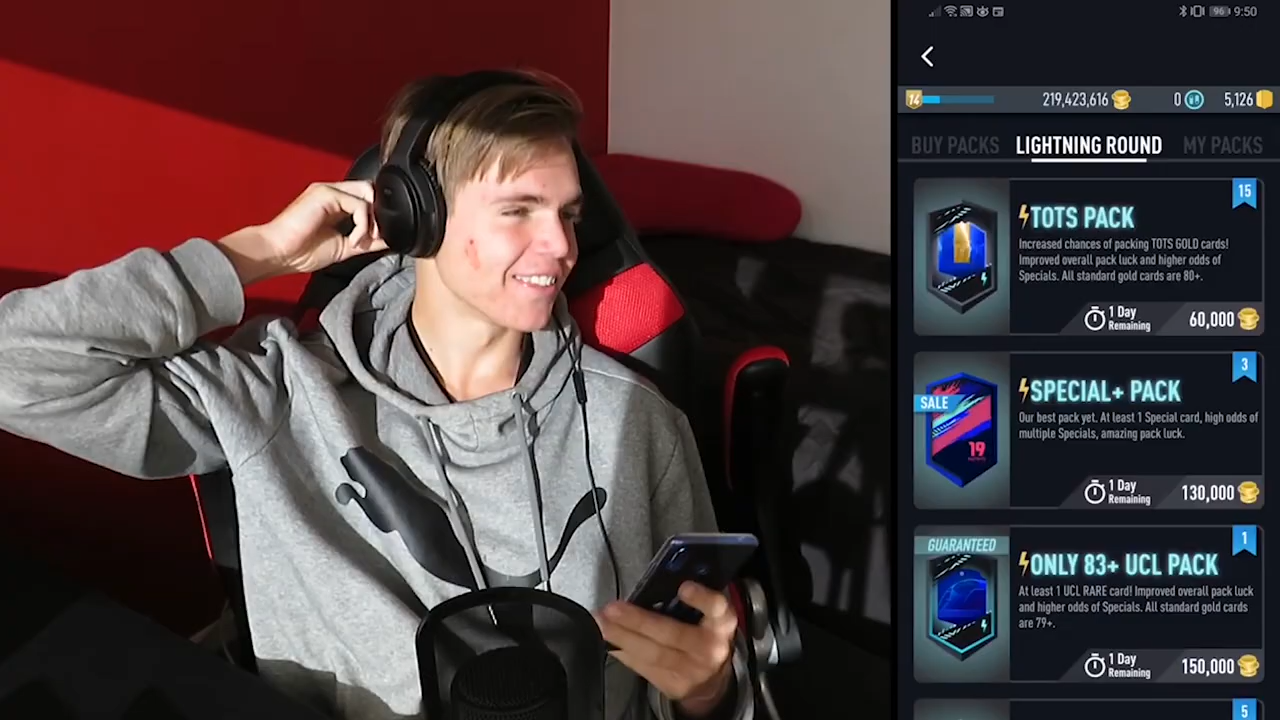 96 9:50
14 219,423,616 0 5,126
BUY PACKS LIGHTNING ROUND MY PACKS
15
TOTS PACK
Increased chances of packing TOTS GOLD cards!
Improved overall pack luck and higher odds of
Specials. All standard gold cards are 80+.
1 Day
Remaining
60,000
3
SALE
19
SPECIAL+ PACK
Our best pack yet. At least 1 Special card, high odds of
multiple Specials, amazing pack luck.
1 Day
Remaining
130,000
1
GUARANTEED
ONLY 83+ UCL PACK
At least 1 UCL RARE card! Improved overall pack luck
and higher odds of Specials. All standard gold cards
are 79+.
1 Day
Remaining
150,000
5